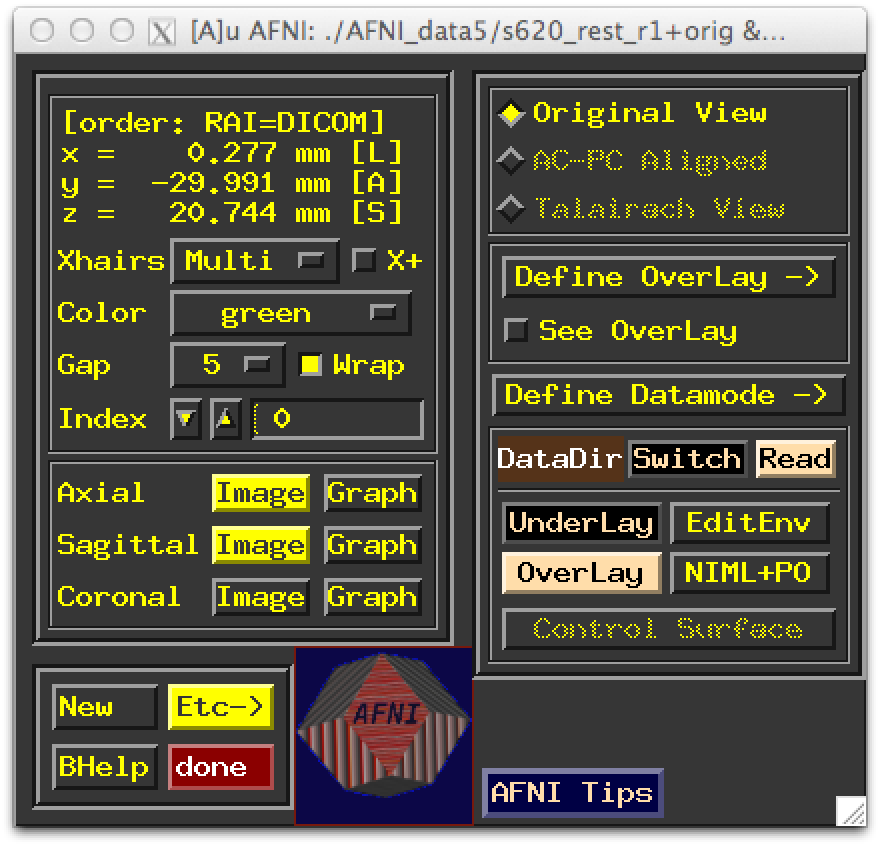 [A]u AFNI: ./AFNI_data5/s620_rest_r1+orig &...
[order: RAI=DICOM]
x = 0.277 mm [L]
y = -29.991 mm [A]
z = 20.744 mm [S]
Xhairs Multi X+
Color green
Gap 5 Wrap
Index 0
Axial Image Graph
Sagittal Image Graph
Coronal Image Graph
New Etc->
BHelp done
AFNI
Original View
AC-PC Aligned
Talairach View
Define OverLay ->
See OverLay
Define Datamode ->
DataDir Switch Read
UnderLay EditEnv
OverLay NIML+PO
Control Surface
AFNI Tips